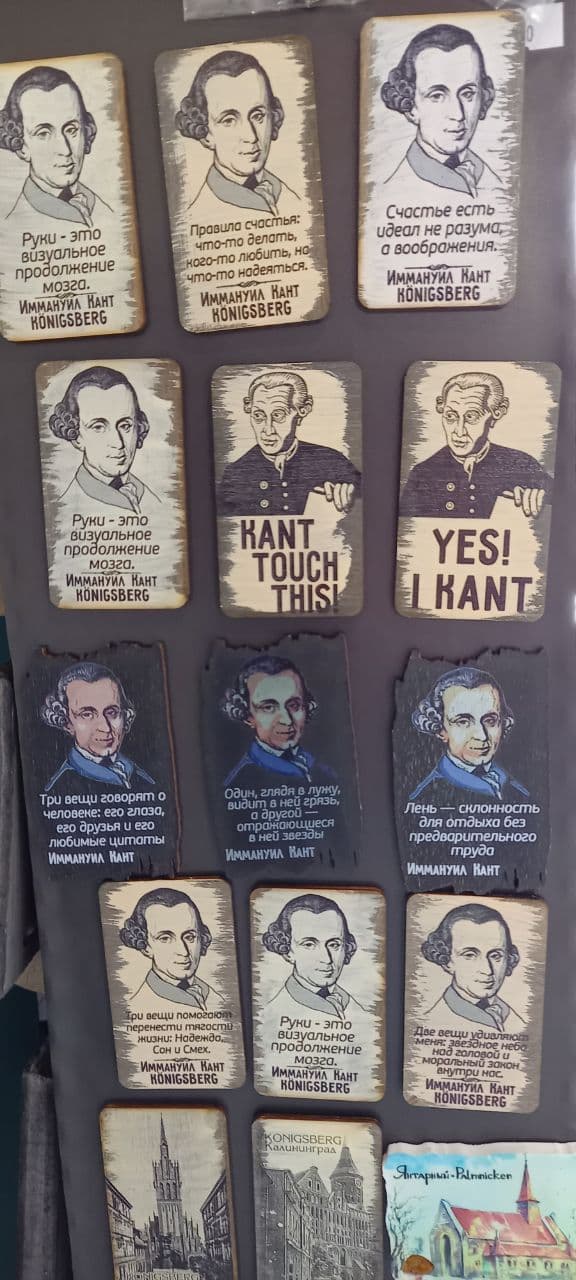 0
Руки - это
визуальное
продолжение
мозга.
Иммануил Кант
KÖNIGSBERG
Правила счастья:
что-то делать,
кого-то любить, на
что-то надеяться.
Иммануил Кант
KÖNIGSBERG
Счастье есть
идеал не разума,
а воображения.
Иммануил Кант
KÖNIGSBERG
Руки - это
визуальное
продолжение
мозга.
Иммануил Кант
KÖNIGSBERG
KANT
TOUCH
THIS!
YES!
I KANT
Три вещи говорят о
человеке: его глаза,
его друзья и его
любимые цитаты
Иммануил Кант
Один, глядя в лужу,
видит в ней грязь,
а другой —
отражающиеся
в ней звезды
Иммануил Кант
Лень — склонность
для отдыха без
предварительного
труда
Иммануил Кант
Три вещи помогают
перенести тягости
жизни: Надежда,
Сон и Смех.
Иммануил Кант
KÖNIGSBERG
Руки - это
визуальное
продолжение
мозга.
Иммануил Кант
KÖNIGSBERG
Две вещи удивляют
меня: звездное небо
над головой и
моральный закон
внутри нас.
Иммануил Кант
KÖNIGSBERG
KÖNIGSBERG
KONIGSBERG
Калининград
Янтарный-Palmnicken